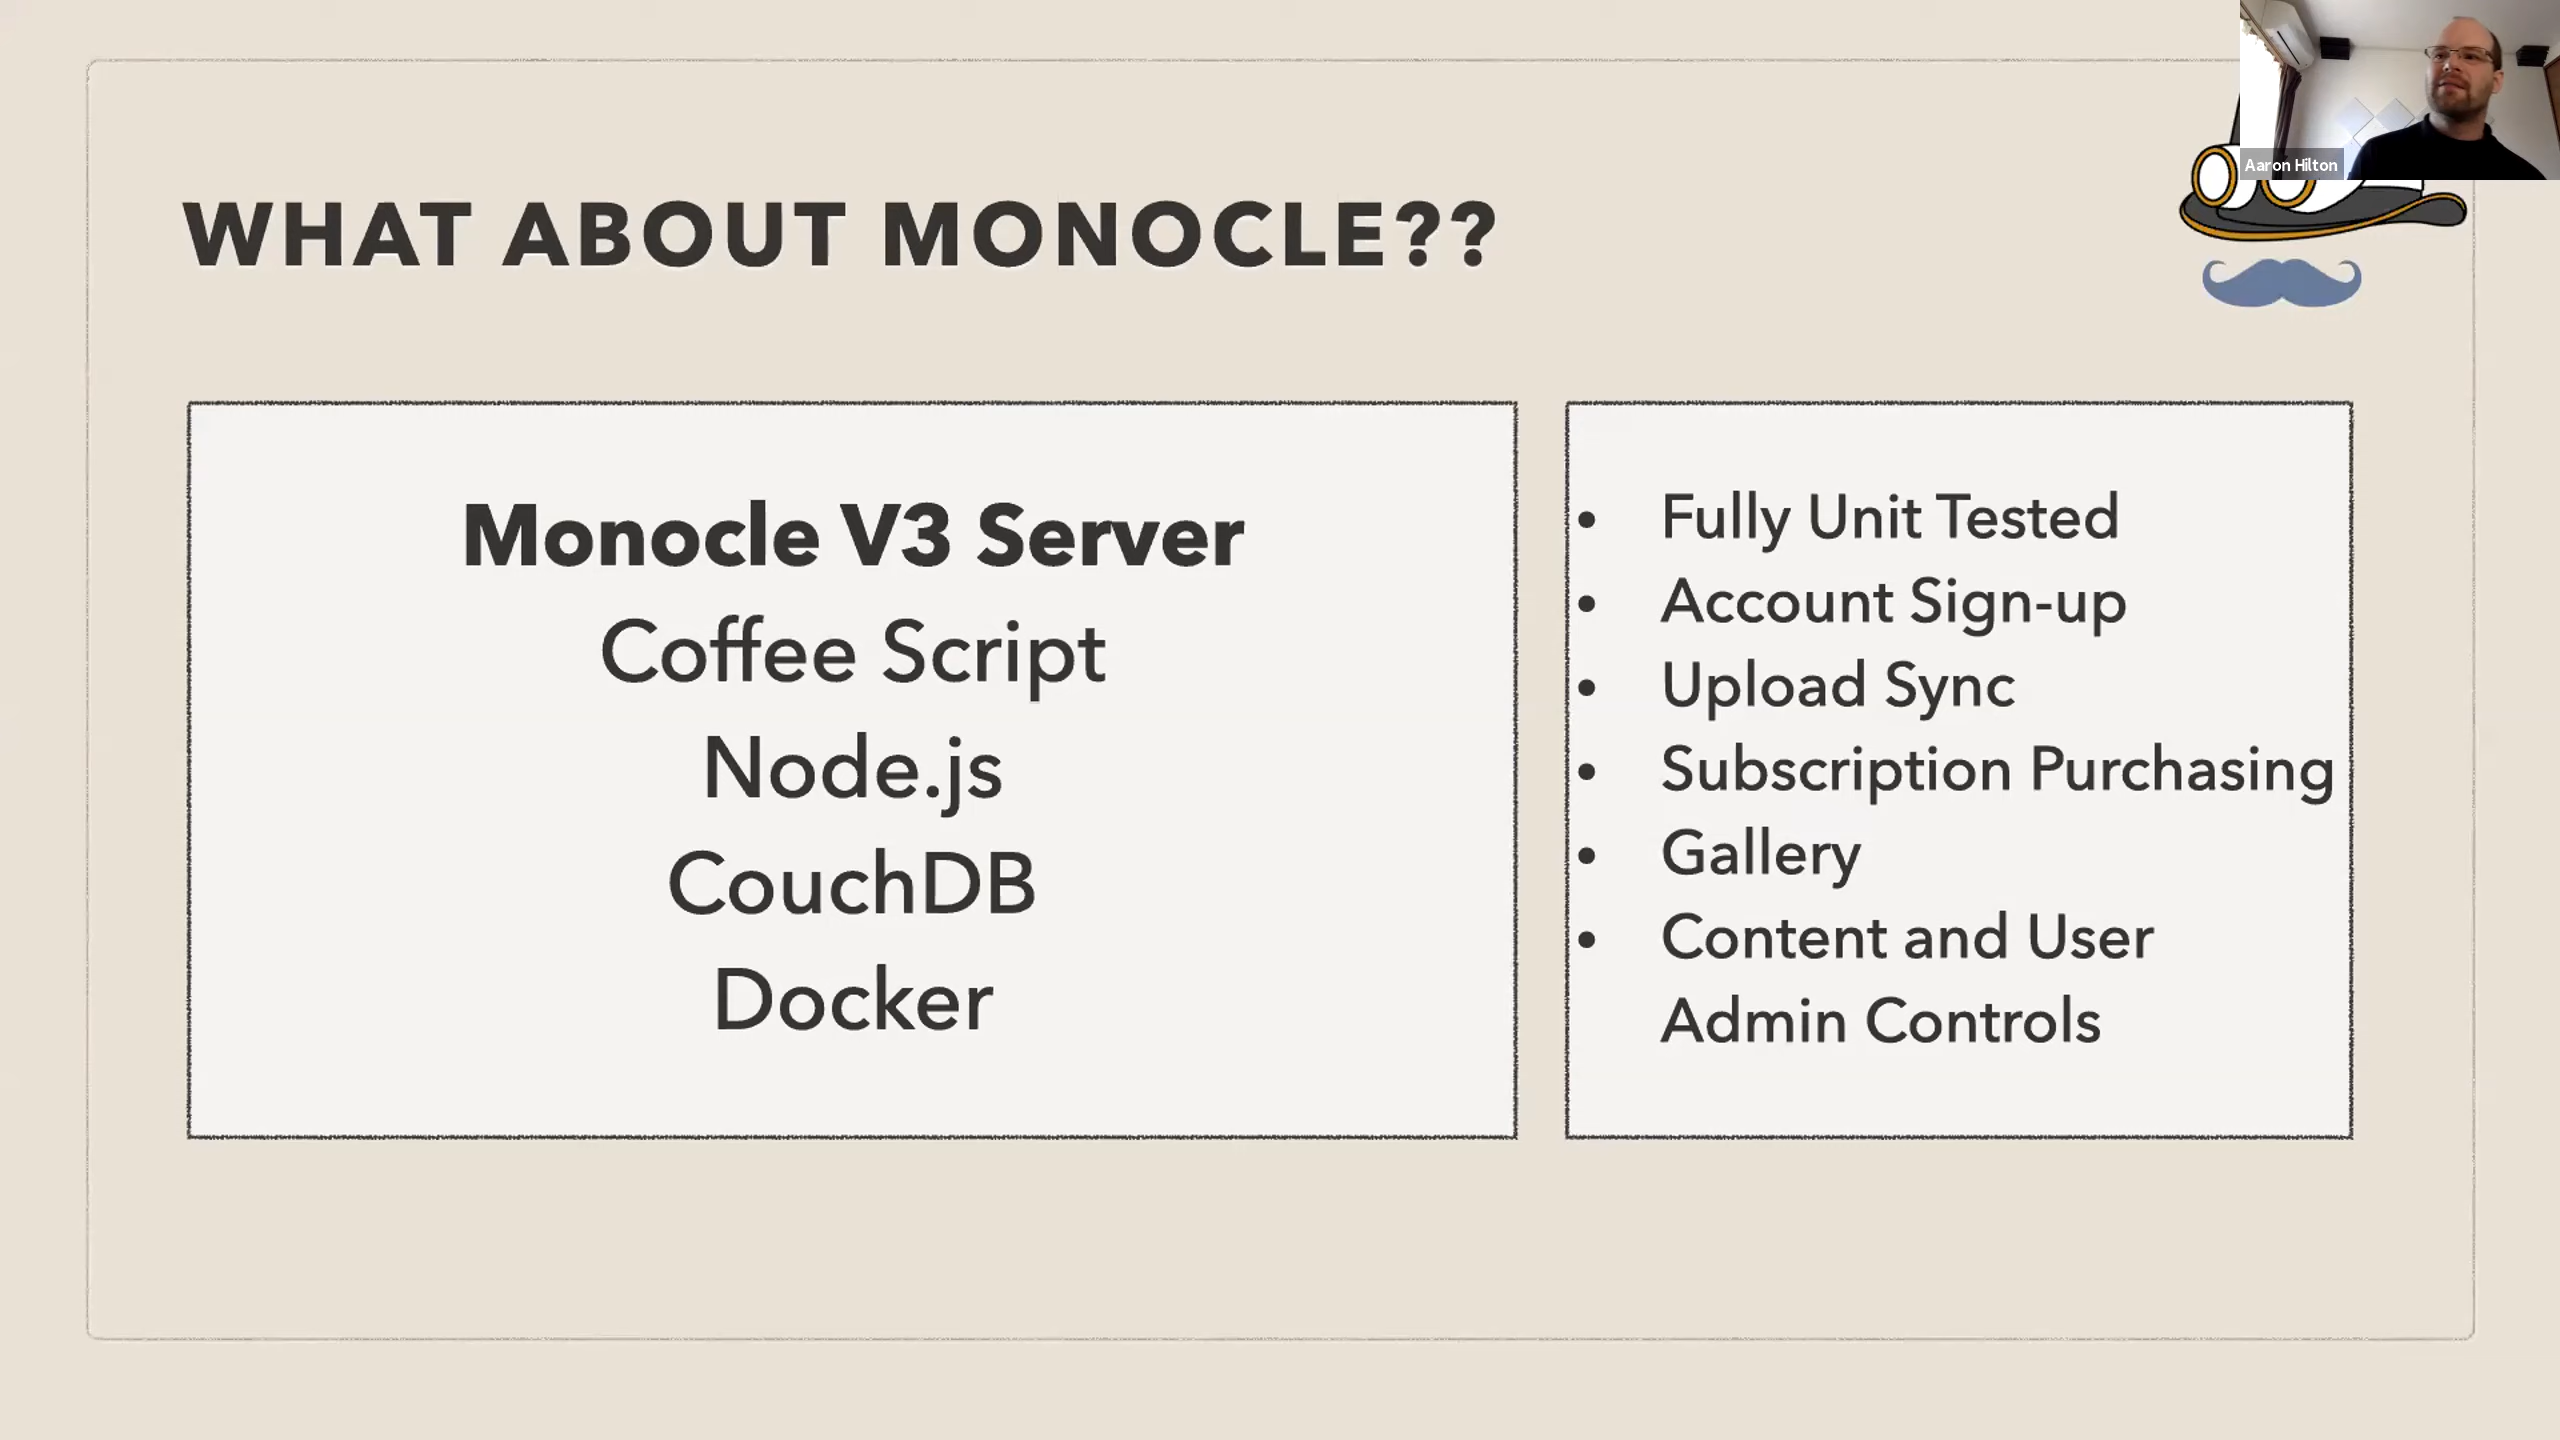 Aaron Hilton
WHAT ABOUT MONOCLE??
Monocle V3 Server
Coffee Script
Node.js
CouchDB
Docker
• Fully Unit Tested
• Account Sign-up
• Upload Sync
• Subscription Purchasing
• Gallery
• Content and User
Admin Controls